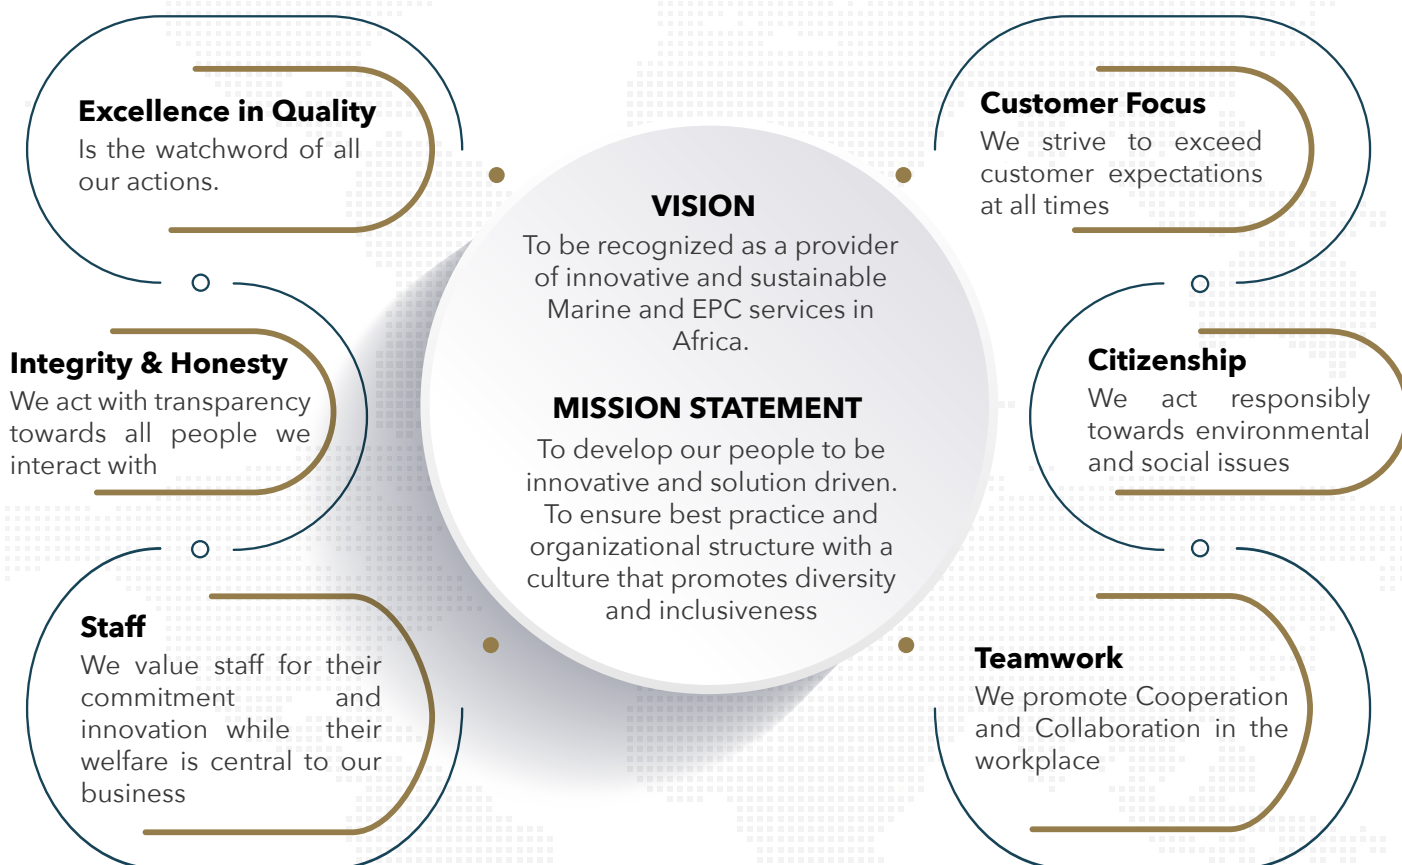 Excellence in Quality
Is the watchword of all
our actions.
Integrity & Honesty
We act with transparency
towards all people we
interact with
Staff
We value staff for their
commitment and
innovation while their
welfare is central to our
business
VISION
To be recognized as a provider
of innovative and sustainable
Marine and EPC services in
Africa.
MISSION STATEMENT
To develop our people to be
innovative and solution driven.
To ensure best practice and
organizational structure with a
culture that promotes diversity
and inclusiveness
Customer Focus
We strive to exceed
customer expectations
at all times
Citizenship
We act responsibly
towards environmental
and social issues
Teamwork
We promote Cooperation
and Collaboration in the
workplace